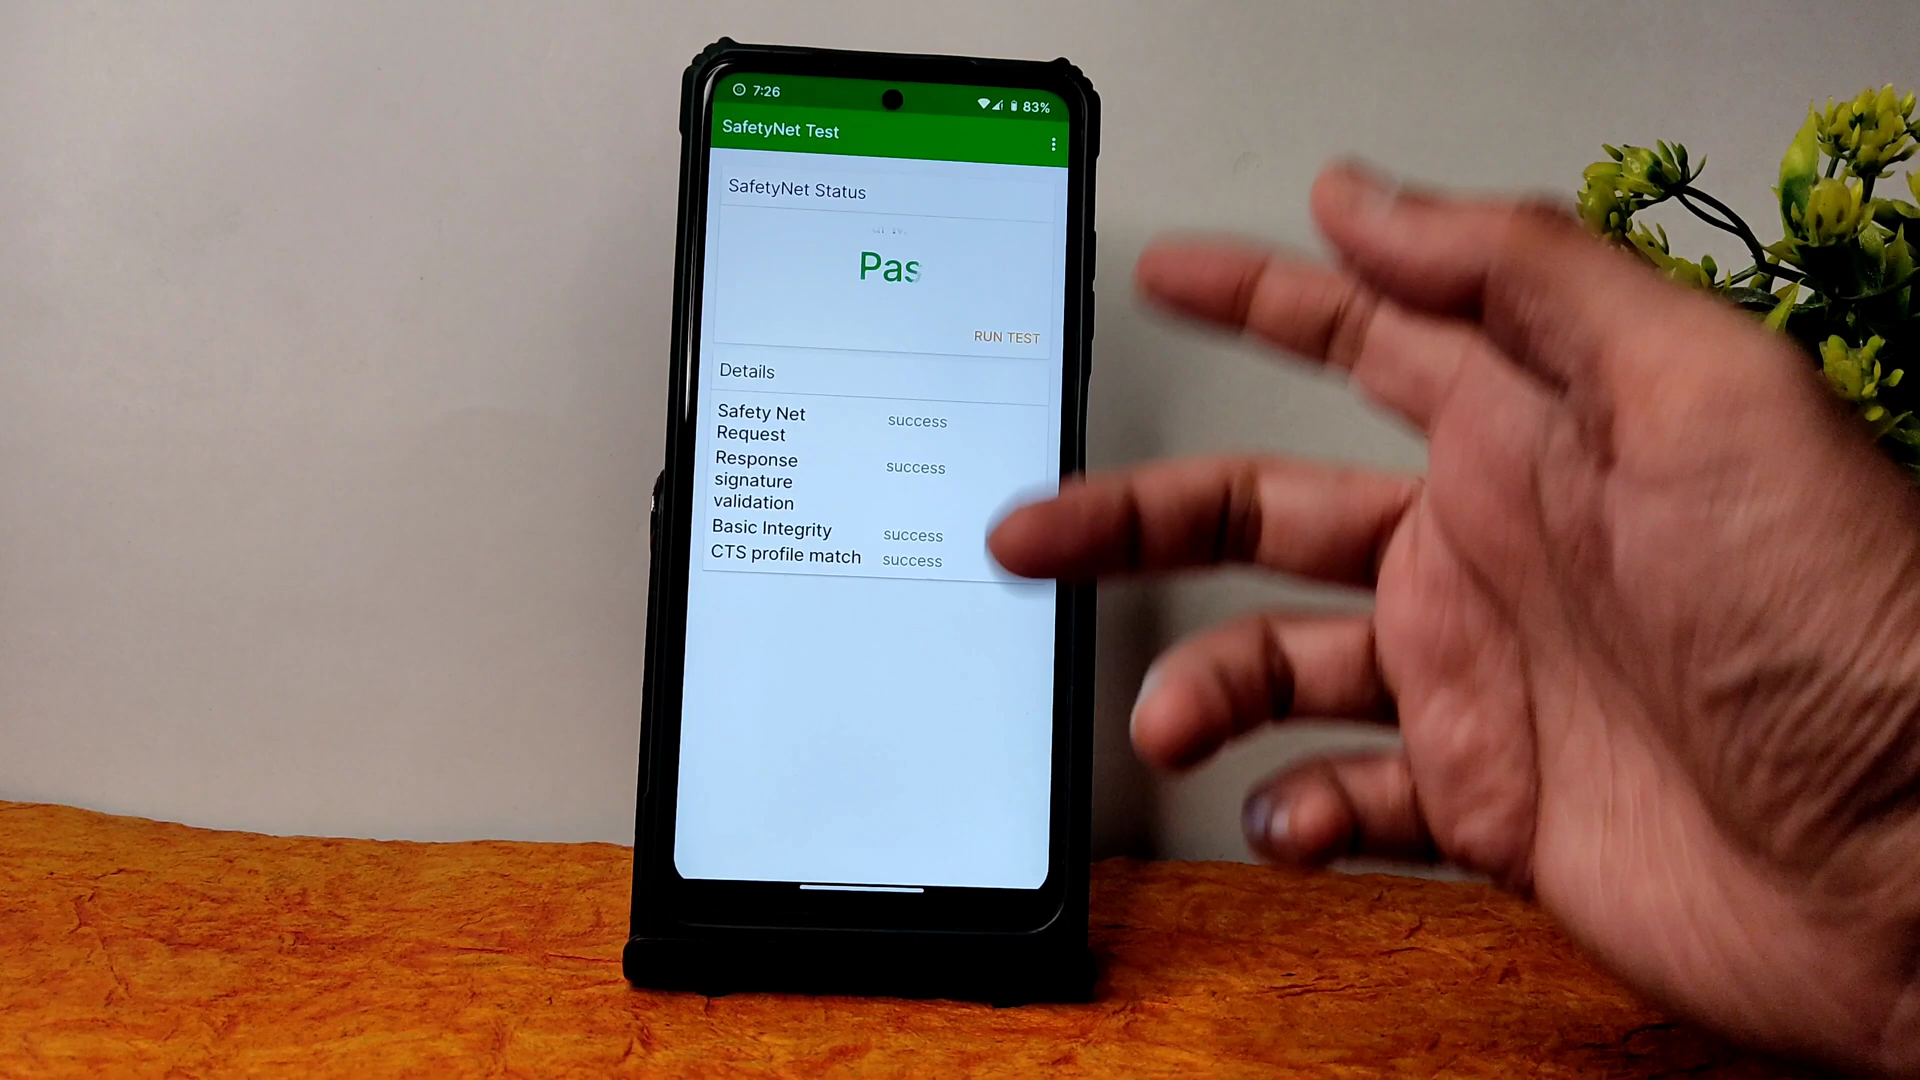 7:26
83%
SafetyNet Test
SafetyNet Status
Pas
RUN TEST
Details
Safety Net
Request
success
Response
signature
validation
success
Basic Integrity
success
CTS profile match
success